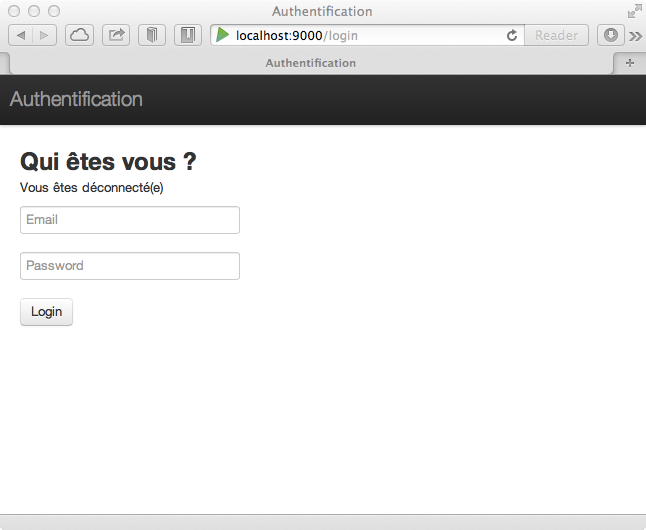 Authentification
localhost:9000/login
Reader
Authentification
Authentification
Qui êtes vous ?
Vous êtes déconnecté(e)
Email
Password
Login